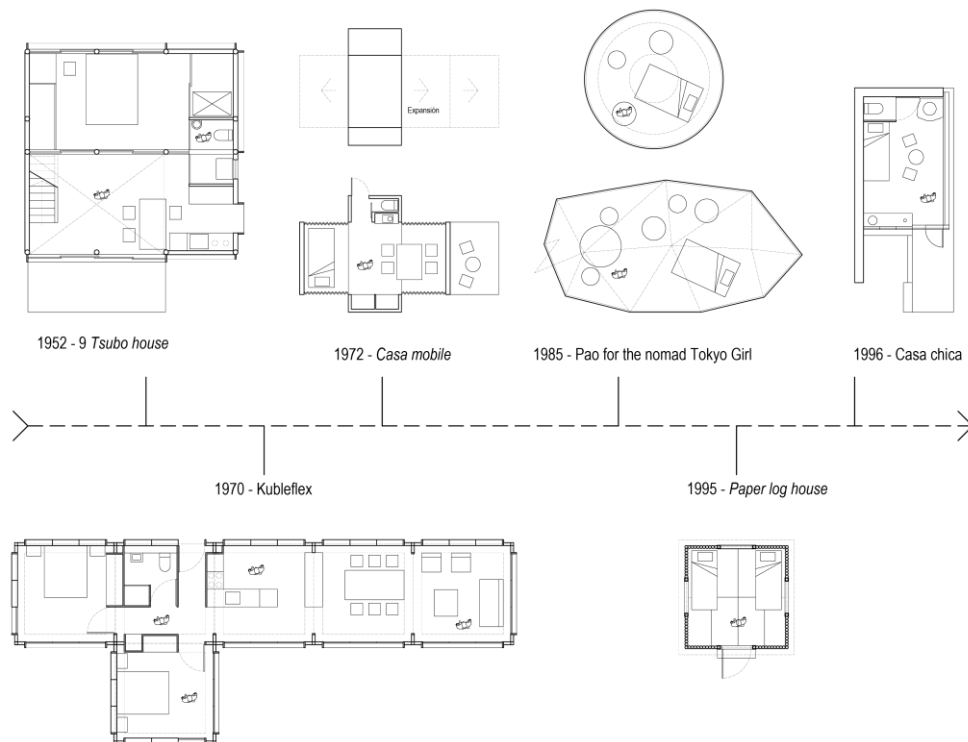 Expansión
1952 - 9 Tsubo house
1972 - Casa mobile
1985 - Pao for the nomad Tokyo Girl
1996 - Casa chica
1970 - Kubleflex
1995 - Paper log house